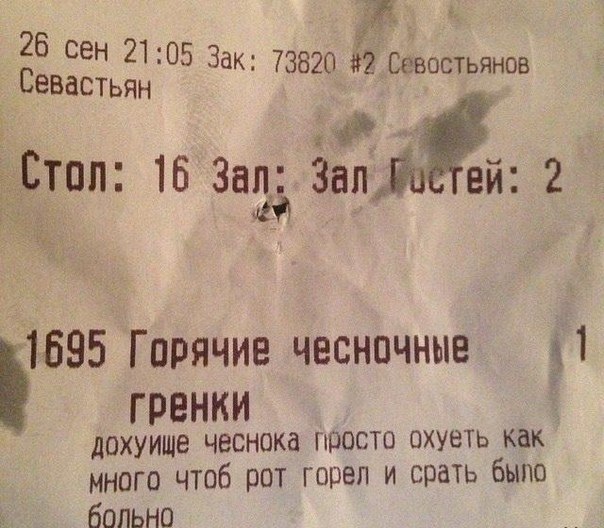 26 сен 21:05 Зак: 73820 #2 Севостьянов
Севастьян
Стол: 16 Зал: Зал Гостей: 2
1695 Горячие чесночные 1
гренки
дохуище чеснока просто охуеть как
много чтоб рот горел и срать было
больно